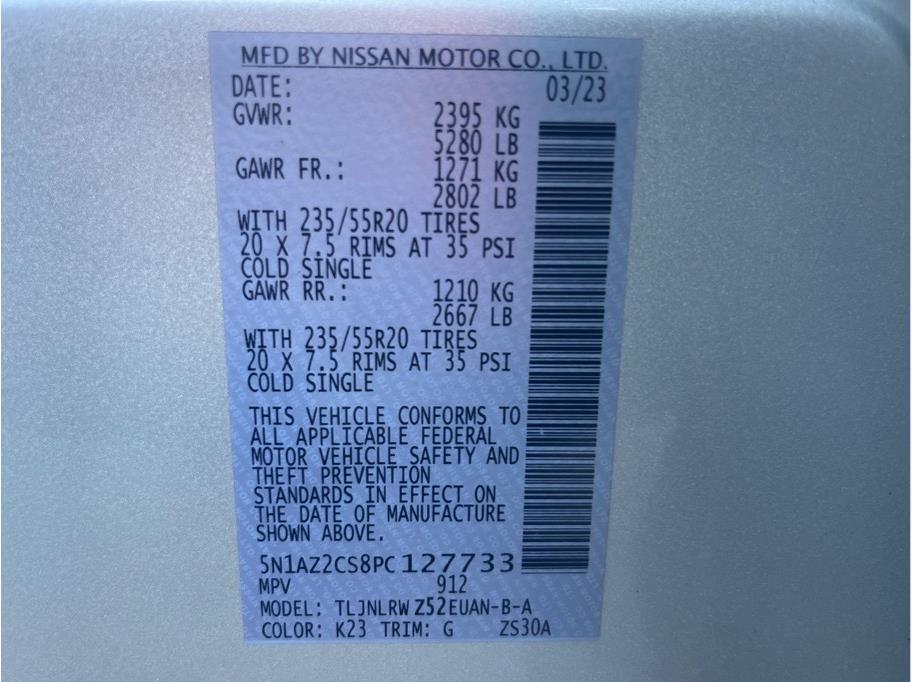 MFD BY NISSAN MOTOR CO., LTD.
DATE: 03/23
GVWR: 2395 KG
5280 LB
GAWR FR.: 1271 KG
2802 LB
WITH 235/55R20 TIRES
20 X 7.5 RIMS AT 35 PSI
COLD SINGLE
GAWR RR.: 1210 KG
2667 LB
WITH 235/55R20 TIRES
20 X 7.5 RIMS AT 35 PSI
COLD SINGLE
THIS VEHICLE CONFORMS TO
ALL APPLICABLE FEDERAL
MOTOR VEHICLE SAFETY AND
THEFT PREVENTION
STANDARDS IN EFFECT ON
THE DATE OF MANUFACTURE
SHOWN ABOVE.
5N1AZ2CS8PC127733
MPV 912
MODEL: TLJNLRW Z52EUAN-B-A
COLOR: K23 TRIM: G ZS30A